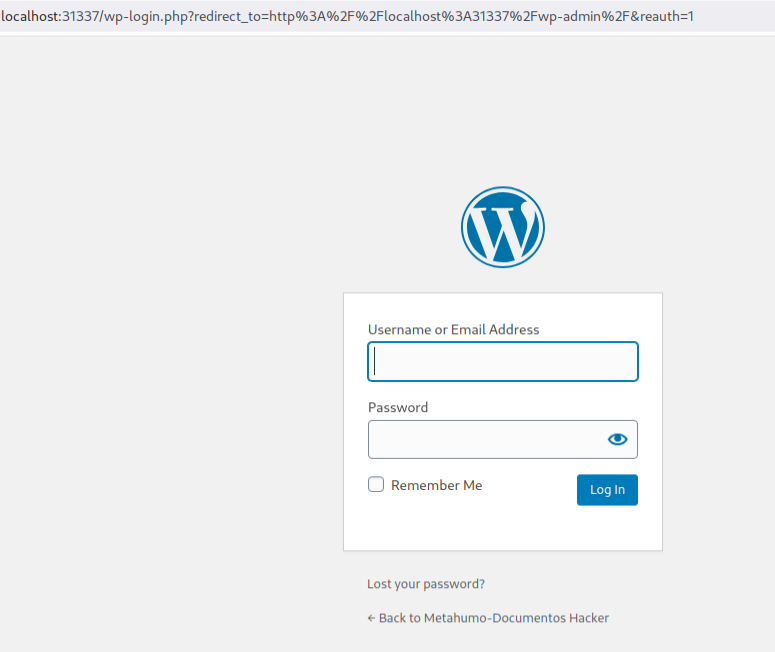 localhost:31337/wp-login.php?redirect_to=http%3A%2F%2Flocalhost%3A31337%2Fwp-admin%2F&reauth=1
Username or Email Address
Password
Remember Me
Log In
Lost your password?
← Back to Metahumo-Documentos Hacker